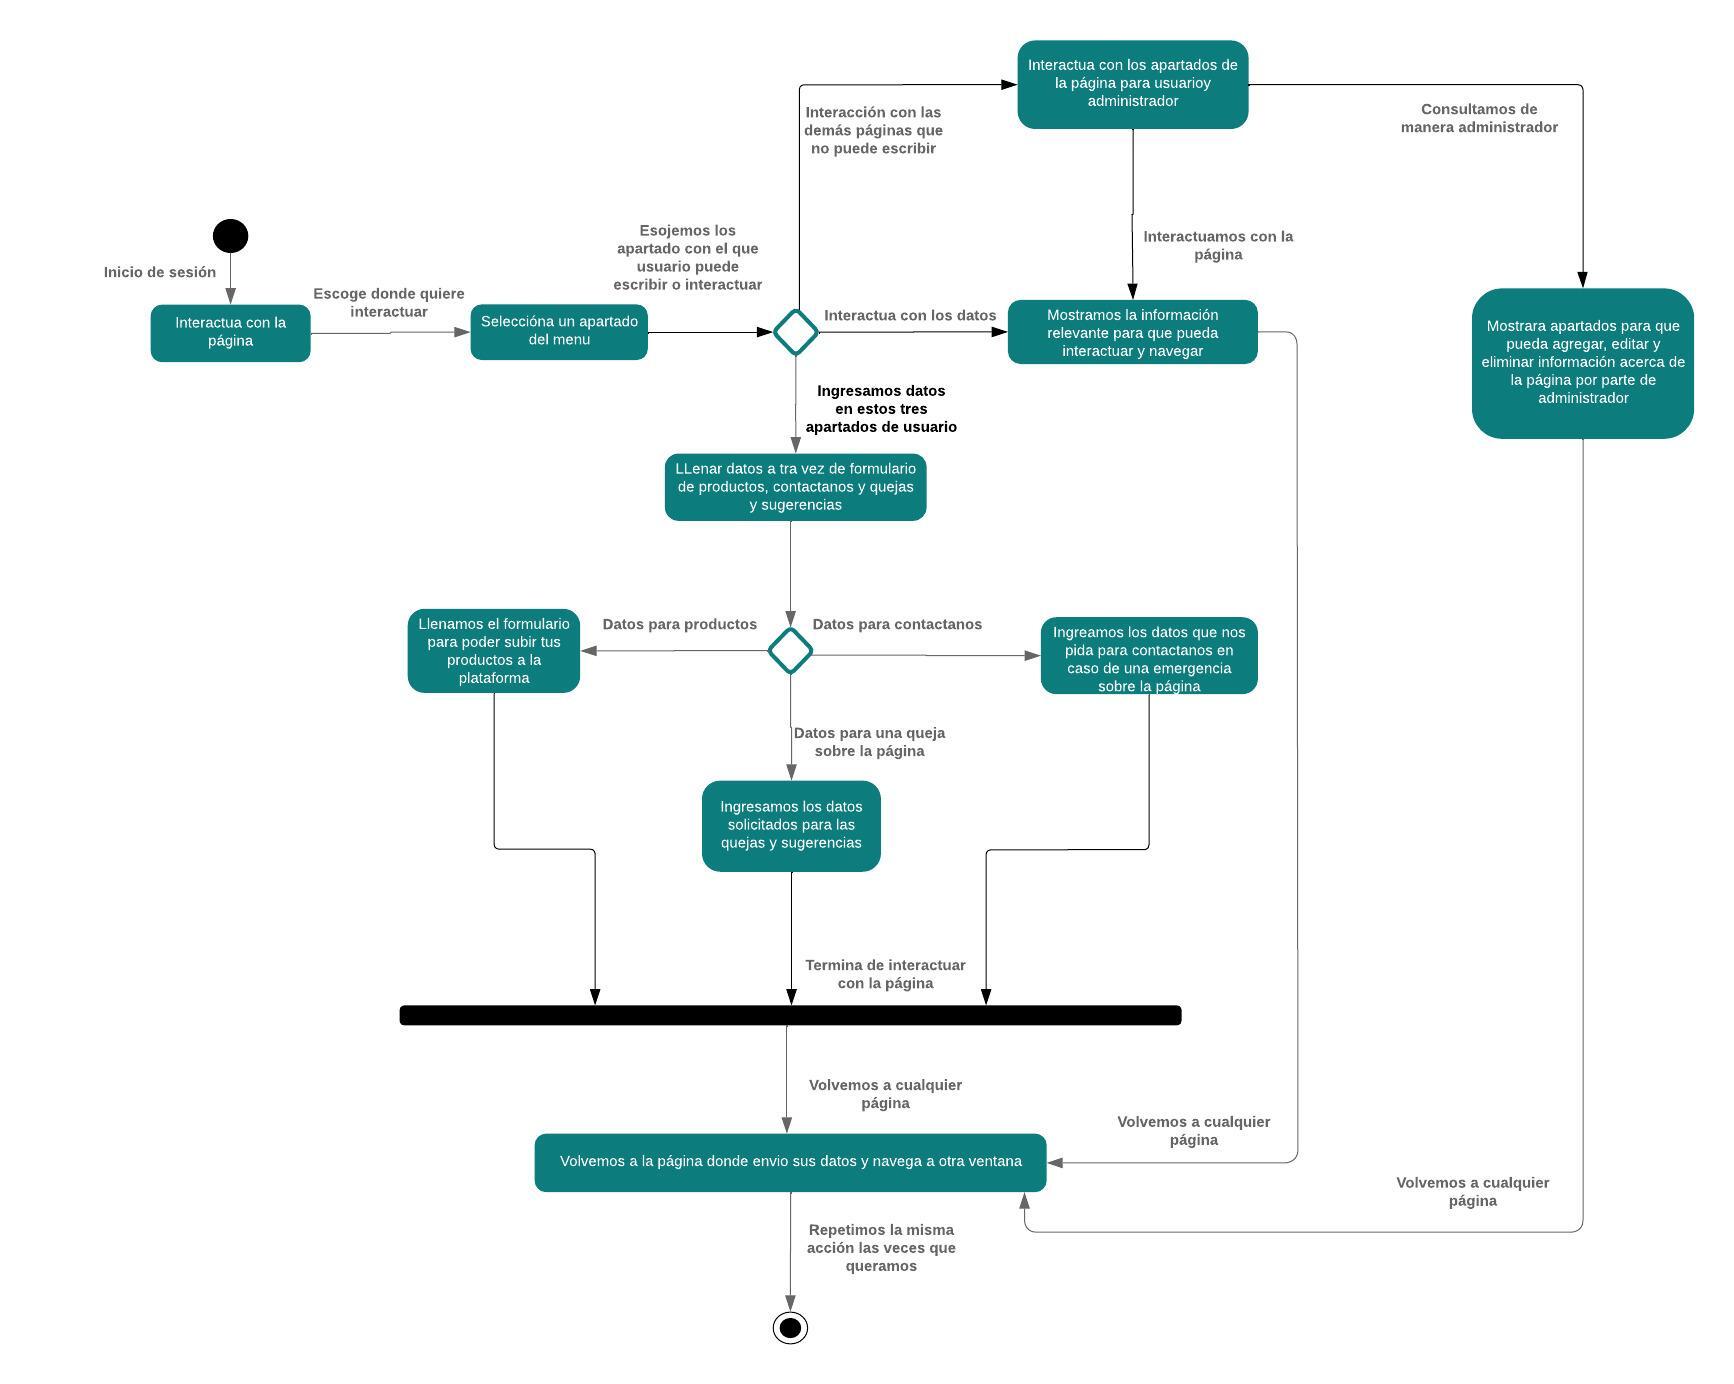 Interactua con los apartados de
la página para usuarioy
administrador
Interacción con las
demás páginas que
no puede escribir
Consultamos de
manera administrador
Inicio de sesión
Interactua con la
página
Escoge donde quiere
interactuar
Seleccióna un apartado
del menu
Esojemos los
apartado con el que
usuario puede
escribir o interactuar
Interactuamos con la
página
Interactua con los datos
Mostramos la información
relevante para que pueda
interactuar y navegar
Mostrara apartados para que
pueda agregar, editar y
eliminar información acerca de
la página por parte de
administrador
Ingresamos datos
en estos tres
apartados de usuario
LLenar datos a tra vez de formulario
de productos, contactanos y quejas
y sugerencias
Llenamos el formulario
para poder subir tus
productos a la
plataforma
Datos para productos
Datos para contactanos
Ingreamos los datos que nos
pida para contactanos en
caso de una emergencia
sobre la página
Datos para una queja
sobre la página
Ingresamos los datos
solicitados para las
quejas y sugerencias
Termina de interactuar
con la página
Volvemos a cualquier
página
Volvemos a cualquier
página
Volvemos a la página donde envio sus datos y navega a otra ventana
Volvemos a cualquier
página
Repetimos la misma
acción las veces que
queramos